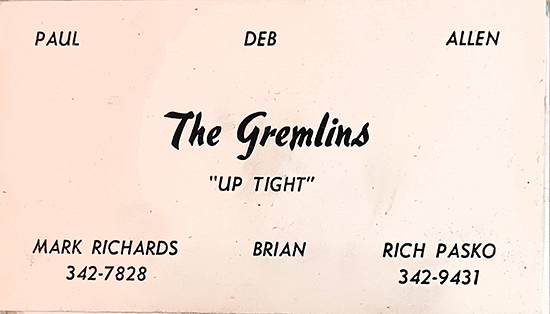 PAUL DEB ALLEN
The Gremlins
"UP TIGHT"
MARK RICHARDS BRIAN RICH PASKO
342-7828 342-9431